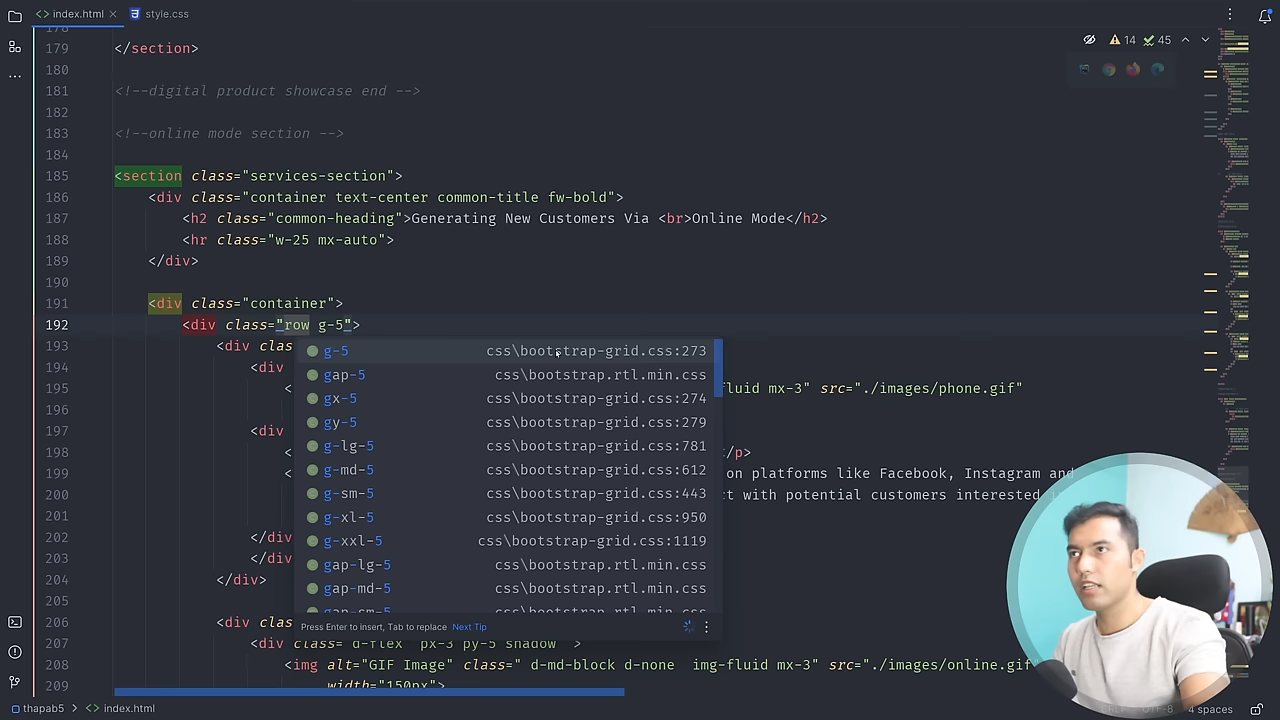 index.html
style.css
179 </section>
180
181 <!--digital product showcase end -->
182
183 <!--online mode section -->
184
185 <section class="services-section">
186 <div class="container text-center common-title fw-bold">
187 <h2 class="common-heading">Generating New Customers Via <br>Online Mode</h2>
188 <hr class="w-25 mx-auto">
189 </div>
190
191 <div class="container">
192 <div class="row g-5">
193 <div clas
194 <div
195 <
fluid mx-3" src="./images/phone.gif"
196
197 <div
198 <
/p>
199 <
on platforms like Facebook, Instagram and
200 <
t with potential customers interested
201
202 </div>
203 </div>
204 </div>
205
206 <div clas
207 <div class= d-flex px-3 py-5 shadow >
208 <img alt="GIF Image" class=" d-md-block d-none img-fluid mx-3" src="./images/online.gif"
209 width="150px">
14 45
g-5 css\bootstrap-grid.css:273
gap-5 css\bootstrap.rtl.min.css
gx-5 css\bootstrap-grid.css:274
gy-5 css\bootstrap-grid.css:279
g-lg-5 css\bootstrap-grid.css:781
g-md-5 css\bootstrap-grid.css:612
g-sm-5 css\bootstrap-grid.css:443
g-xl-5 css\bootstrap-grid.css:950
g-xxl-5 css\bootstrap-grid.css:1119
gap-lg-5 css\bootstrap.rtl.min.css
gap-md-5 css\bootstrap.rtl.min.css
gap-sm-5 css\bootstrap.rtl.min.css
Press Enter to insert, Tab to replace Next Tip
thapab5 > index.html
CRLF UTF-8 4 spaces